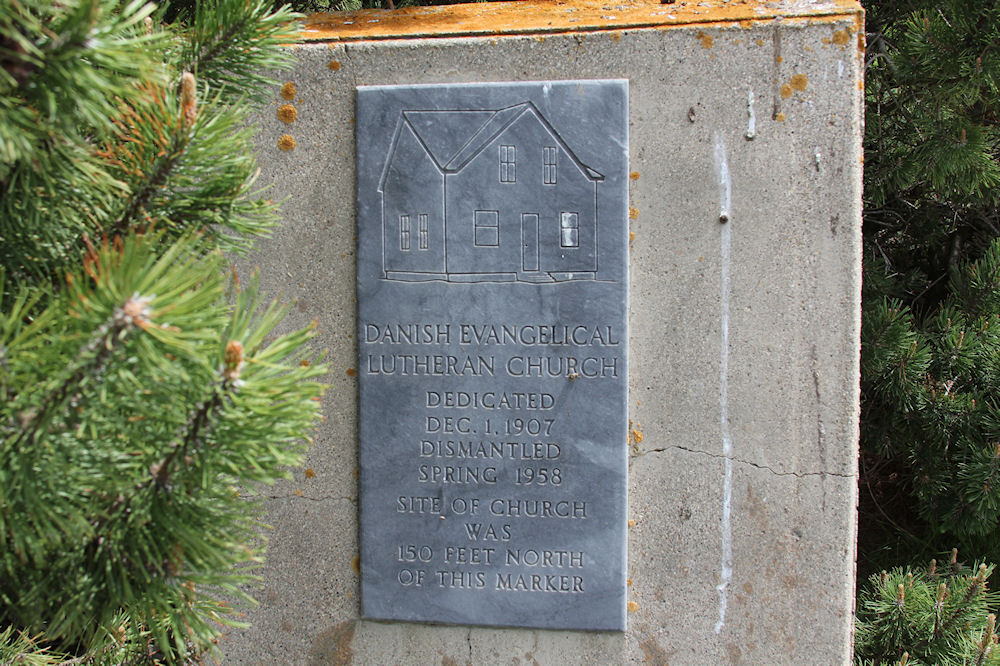 DANISH EVANGELICAL
LUTHERAN CHURCH
DEDICATED
DEC. 1. 1907
DISMANTLED
SPRING 1958
SITE OF CHURCH
WAS
150 FEET NORTH
OF THIS MARKER